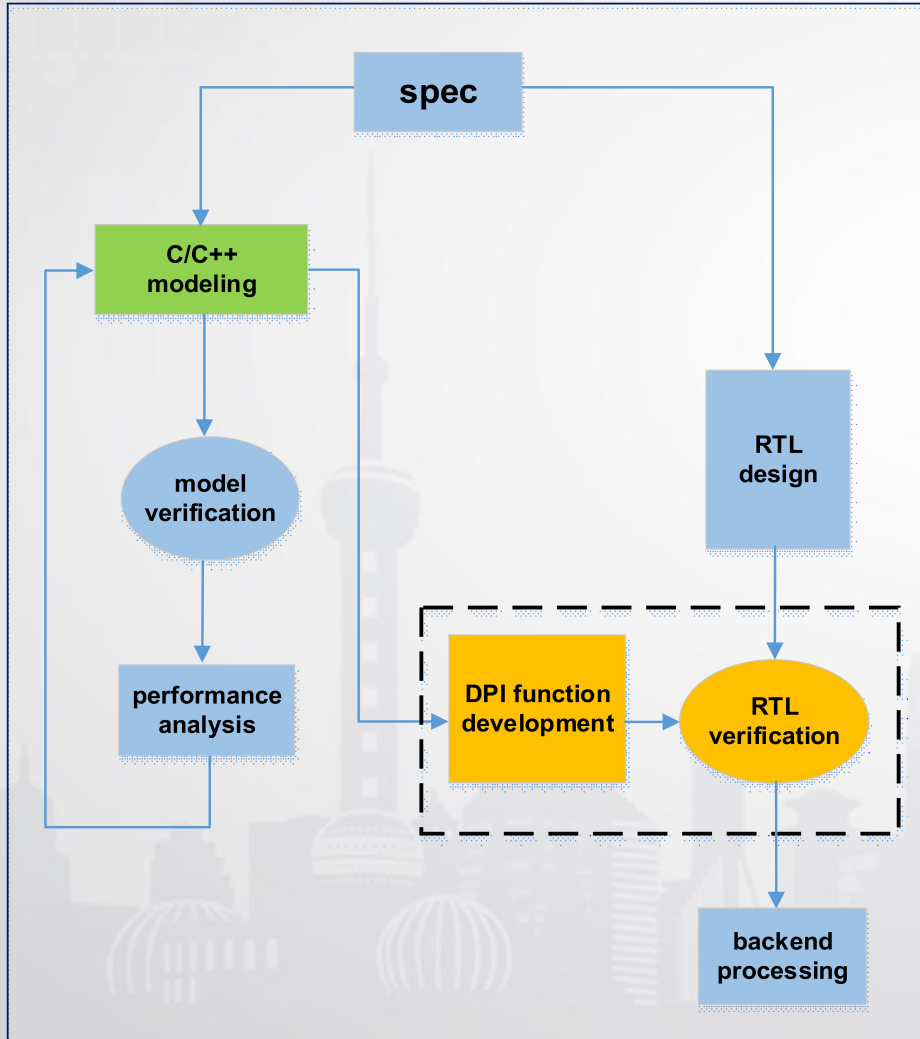 spec
C/C++
modeling
RTL
design
model
verification
performance
analysis
DPI function
development
RTL
verification
backend
processing